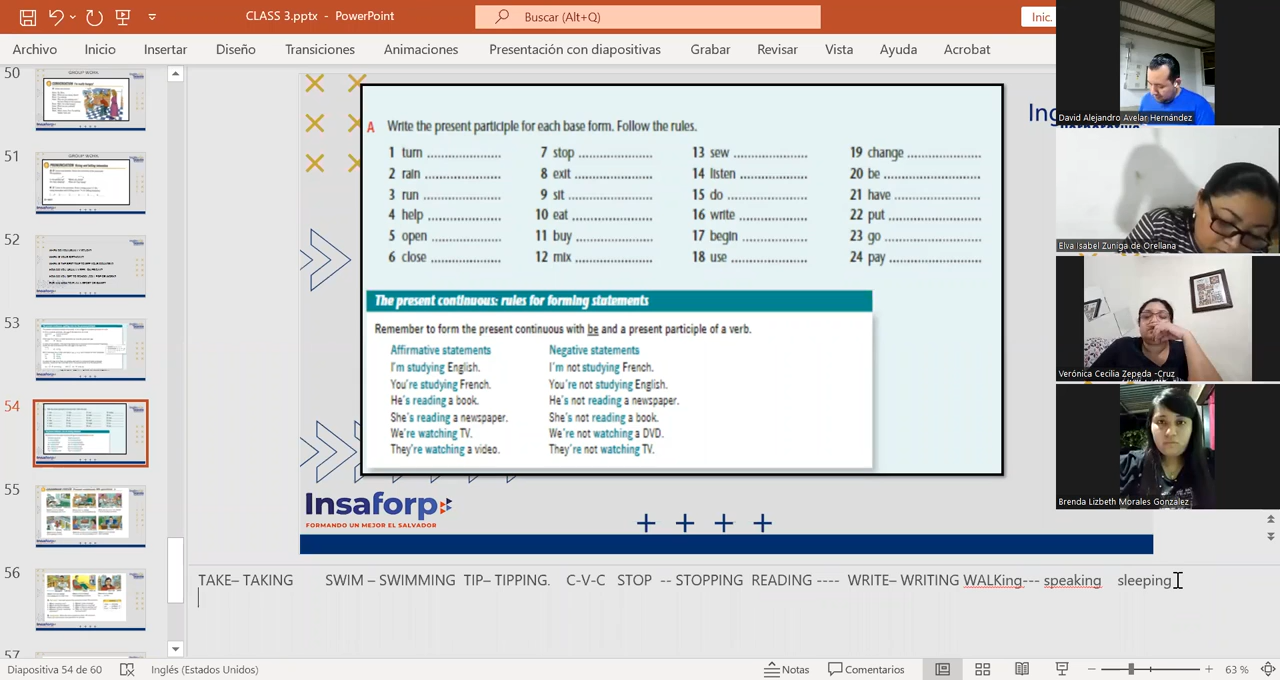 CLASS 3.pptx - PowerPoint
Buscar (Alt+Q)
Inic.
Archivo Inicio Insertar Diseño Transiciones Animaciones Presentación con diapositivas Grabar Revisar Vista Ayuda Acrobat
50
51
52
53
54
55
56
57
A Write the present participle for each base form. Follow the rules.
1 turn .................... 7 stop .................... 13 sew .................... 19 change ....................
2 rain .................... 8 exit .................... 14 listen .................... 20 be ....................
3 run .................... 9 sit .................... 15 do .................... 21 have ....................
4 help .................... 10 eat .................... 16 write .................... 22 put ....................
5 open .................... 11 buy .................... 17 begin .................... 23 go ....................
6 close .................... 12 mix .................... 18 use .................... 24 pay ....................
The present continuous: rules for forming statements
Remember to form the present continuous with be and a present participle of a verb.
Affirmative statements Negative statements
I'm studying English. I'm not studying French.
You're studying French. You're not studying English.
He's reading a book. He's not reading a newspaper.
She's reading a newspaper. She's not reading a book.
We're watching TV. We're not watching a DVD.
They're watching a video. They're not watching TV.
Insaforp
FORMANDO UN MEJOR EL SALVADOR
David Alejandro Avelar Hernández
Elva Isabel Zuniga de Orellana
Verónica Cecilia Zepeda -Cruz
Brenda Lizbeth Morales González
TAKE– TAKING SWIM – SWIMMING TIP– TIPPING. C-V-C STOP -- STOPPING READING ---- WRITE– WRITING WALKing--- speaking sleeping
Diapositiva 54 de 60 Inglés (Estados Unidos) Notas Comentarios 63 %